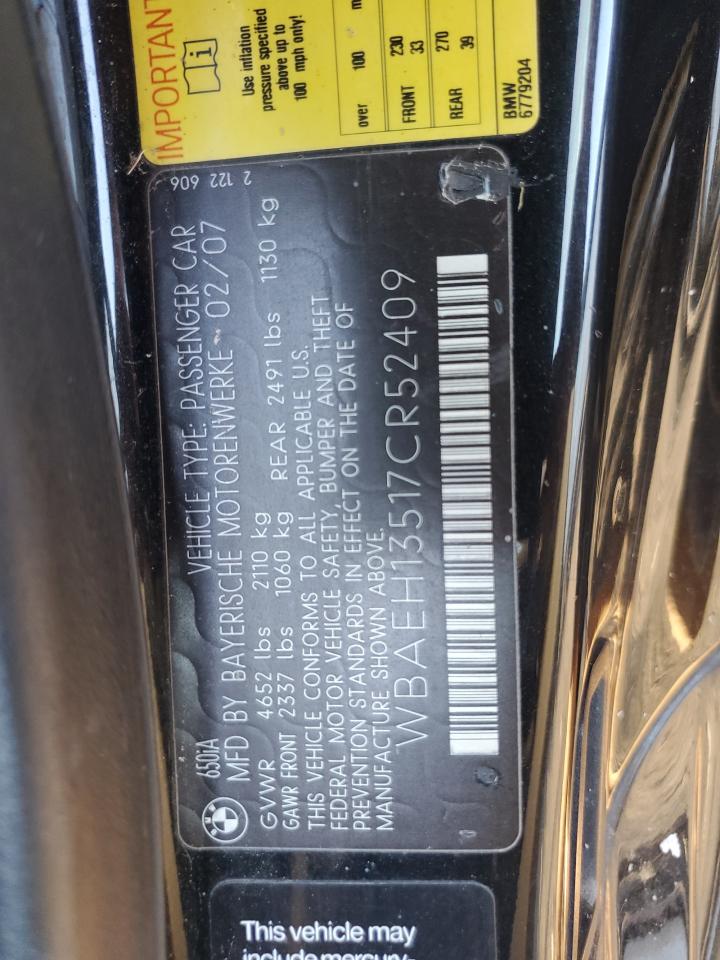 IMPORTANT
Use inflation
pressure specified
above up to
100 mph only!
over 100 m
FRONT 230 33
REAR 270 39
BMW
6779204
2 122 606
650iA VEHICLE TYPE: PASSENGER CAR
MFD BY BAYERISCHE MOTORENWERKE 02/07
GVWR 4652 lbs 2110 kg
GAWR FRONT 2337 lbs 1060 kg REAR 2491 lbs 1130 kg
THIS VEHICLE CONFORMS TO ALL APPLICABLE U.S.
FEDERAL MOTOR VEHICLE SAFETY, BUMPER AND THEFT
PREVENTION STANDARDS IN EFFECT ON THE DATE OF
MANUFACTURE SHOWN ABOVE.
WBAEH13517CR52409
This vehicle may
include mercury-